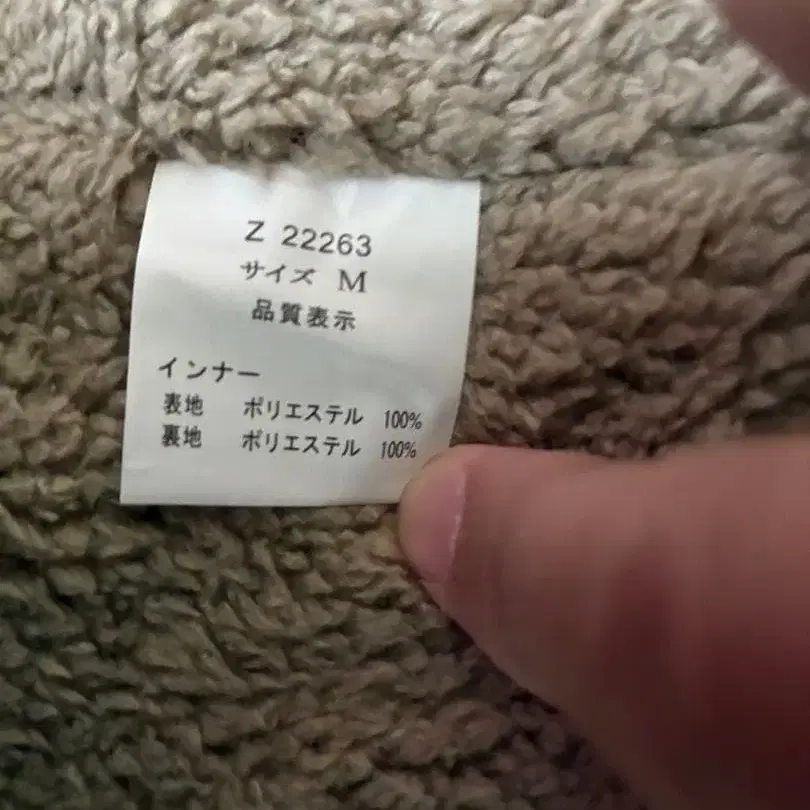 Z 22263
サイズ M
品質表示
インナー
表地 ポリエステル 100%
裏地 ポリエステル 100%